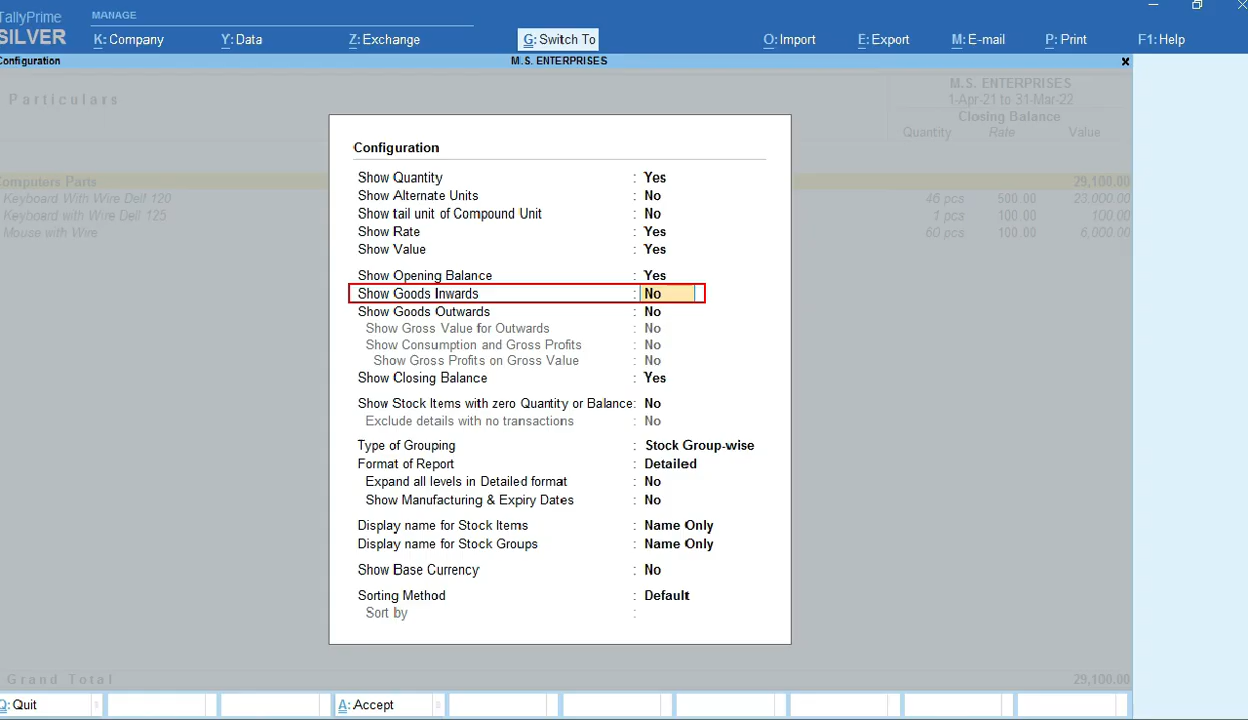 TallyPrime
MANAGE
SILVER
K: Company
Y: Data
Z: Exchange
G: Switch To
O: Import
E: Export
M: E-mail
P: Print
F1: Help
Configuration
M.S. ENTERPRISES
x
Particulars
M.S. ENTERPRISES
1-Apr-21 to 31-Mar-22
Closing Balance
Quantity Rate Value
Computers Parts 29,100.00
Keyboard With Wire Dell 120 46 pcs 500.00 23,000.00
Keyboard with Wire Dell 125 1 pcs 100.00 100.00
Mouse with Wire 60 pcs 100.00 6,000.00
Configuration
Show Quantity : Yes
Show Alternate Units : No
Show tail unit of Compound Unit : No
Show Rate : Yes
Show Value : Yes
Show Opening Balance : Yes
Show Goods Inwards : No
Show Goods Outwards : No
Show Gross Value for Outwards : No
Show Consumption and Gross Profits : No
Show Gross Profits on Gross Value : No
Show Closing Balance : Yes
Show Stock Items with zero Quantity or Balance: No
Exclude details with no transactions : No
Type of Grouping : Stock Group-wise
Format of Report : Detailed
Expand all levels in Detailed format : No
Show Manufacturing & Expiry Dates : No
Display name for Stock Items : Name Only
Display name for Stock Groups : Name Only
Show Base Currency : No
Sorting Method : Default
Sort by :
Grand Total 29,100.00
Q: Quit
A: Accept